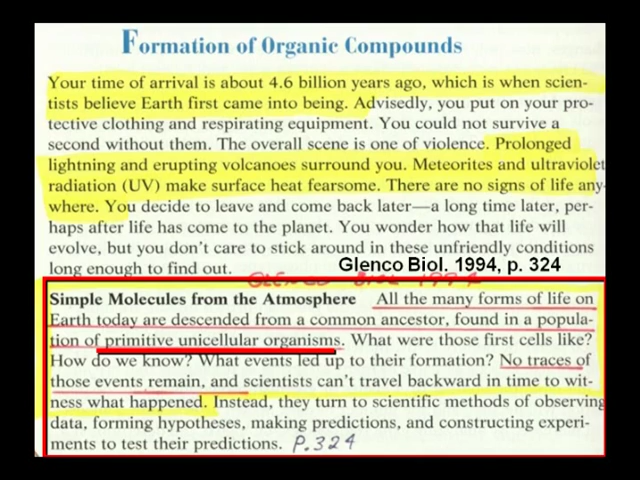 Formation of Organic Compounds
Your time of arrival is about 4.6 billion years ago, which is when scien-
tists believe Earth first came into being. Advisedly, you put on your pro-
tective clothing and respirating equipment. You could not survive a
second without them. The overall scene is one of violence. Prolonged
lightning and erupting volcanoes surround you. Meteorites and ultraviolet
radiation (UV) make surface heat fearsome. There are no signs of life any-
where. You decide to leave and come back later—a long time later, per-
haps after life has come to the planet. You wonder how that life will
evolve, but you don't care to stick around in these unfriendly conditions
long enough to find out.
Glenco Biol. 1994, p. 324
GLENCO BIOL 1994
Simple Molecules from the Atmosphere All the many forms of life on
Earth today are descended from a common ancestor, found in a popula-
tion of primitive unicellular organisms. What were those first cells like?
How do we know? What events led up to their formation? No traces of
those events remain, and scientists can't travel backward in time to wit-
ness what happened. Instead, they turn to scientific methods of observing
data, forming hypotheses, making predictions, and constructing experi-
ments to test their predictions. P.324